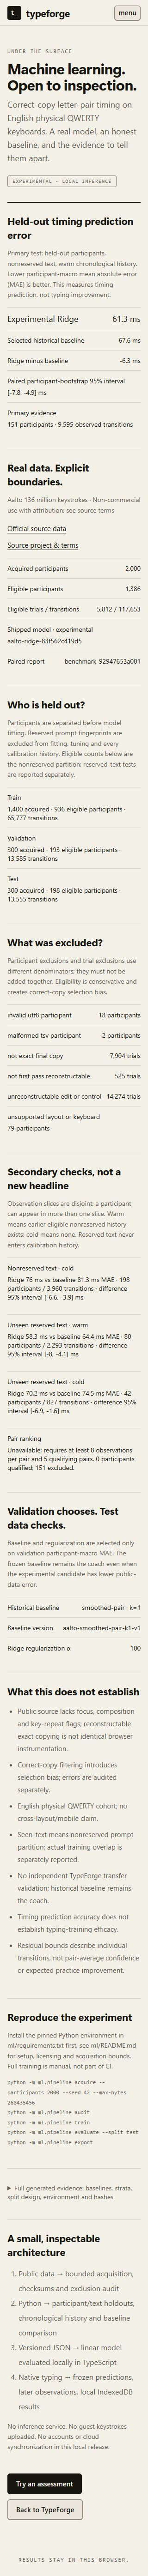 typeforge
menu
UNDER THE SURFACE
Machine learning.
Open to inspection.
Correct-copy letter-pair timing on
English physical QWERTY
keyboards. A real model, an honest
baseline, and the evidence to tell
them apart.
EXPERIMENTAL · LOCAL INFERENCE
Held-out timing prediction
error
Primary test: held-out participants,
nonreserved text, warm chronological history.
Lower participant-macro mean absolute error
(MAE) is better. This measures timing
prediction, not typing improvement.
Experimental Ridge 61.3 ms
Selected historical baseline 67.6 ms
Ridge minus baseline -6.3 ms
Paired participant-bootstrap 95% interval
[-7.8, -4.9] ms
Primary evidence
151 participants · 9,595 observed transitions
Real data. Explicit
boundaries.
Aalto 136 million keystrokes · Non-commercial
use with attribution; see source terms
Official source data
Source project & terms
Acquired participants 2,000
Eligible participants 1,386
Eligible trials / transitions 5,812 / 117,653
Shipped model · experimental
aalto-ridge-83f562c419d5
Paired report benchmark-92947653a001
Who is held out?
Participants are separated before model
fitting. Reserved prompt fingerprints are
excluded from fitting, tuning and every
calibration history. Eligible counts below are
the nonreserved partition; reserved-text tests
are reported separately.
Train
1,400 acquired · 936 eligible participants ·
65,777 transitions
Validation
300 acquired · 193 eligible participants ·
13,585 transitions
Test
300 acquired · 198 eligible participants ·
13,555 transitions
What was excluded?
Participant exclusions and trial exclusions use
different denominators; they must not be
added together. Eligibility is conservative and
creates correct-copy selection bias.
invalid utf8 participant 18 participants
malformed tsv participant 2 participants
not exact final copy 7,904 trials
not first pass reconstructable 525 trials
unreconstructable edit or control 14,274 trials
unsupported layout or keyboard
79 participants
Secondary checks, not a
new headline
Observation slices are disjoint: a participant
can appear in more than one slice. Warm
means earlier eligible nonreserved history
exists; cold means none. Reserved text never
enters calibration history.
Nonreserved text · cold
Ridge 76 ms vs baseline 81.3 ms MAE · 198
participants / 3,960 transitions · difference
95% interval [-6.6, -3.9] ms
Unseen reserved text · warm
Ridge 58.3 ms vs baseline 64.4 ms MAE · 80
participants / 2,293 transitions · difference
95% interval [-8, -4.1] ms
Unseen reserved text · cold
Ridge 70.2 ms vs baseline 74.5 ms MAE · 42
participants / 827 transitions · difference 95%
interval [-6.9, -1.6] ms
Pair ranking
Unavailable: requires at least 8 observations
per pair and 5 qualifying pairs. 0 participants
qualified; 151 excluded.
Validation chooses. Test
data checks.
Baseline and regularization are selected only
on validation participant-macro MAE. The
frozen baseline remains the coach even when
the experimental candidate has lower public-
data error.
Historical baseline smoothed-pair · k=1
Baseline version aalto-smoothed-pair-k1-v1
Ridge regularization α 100
What this does not establish
• Public source lacks focus, composition
and key-repeat flags; reconstructable
exact copying is not identical browser
instrumentation.
• Correct-copy filtering introduces
selection bias; errors are audited
separately.
• English physical QWERTY cohort; no
cross-layout/mobile claim.
• Seen-text means nonreserved prompt
partition; actual training overlap is
separately reported.
• No independent TypeForge transfer
validation; historical baseline remains
the coach.
• Timing prediction accuracy does not
establish typing-training efficacy.
• Residual bounds describe individual
transitions, not pair-average confidence
or expected practice improvement.
Reproduce the experiment
Install the pinned Python environment in
ml/requirements.txt first; see ml/README.md
for setup, licensing and acquisition bounds.
Full training is manual, not part of CI.
python -m ml.pipeline acquire --
participants 2000 --seed 42 --max-bytes
268435456
python -m ml.pipeline audit
python -m ml.pipeline train
python -m ml.pipeline evaluate --split test
python -m ml.pipeline export
▶ Full generated evidence: baselines, strata,
split design, environment and hashes
A small, inspectable
architecture
1. Public data → bounded acquisition,
checksums and exclusion audit
2. Python → participant/text holdouts,
chronological history and baseline
comparison
3. Versioned JSON → linear model
evaluated locally in TypeScript
4. Native typing → frozen predictions,
later observations, local IndexedDB
results
No inference service. No guest keystrokes
uploaded. No accounts or cloud
synchronization in this local release.
Try an assessment
Back to TypeForge
RESULTS STAY IN THIS BROWSER.